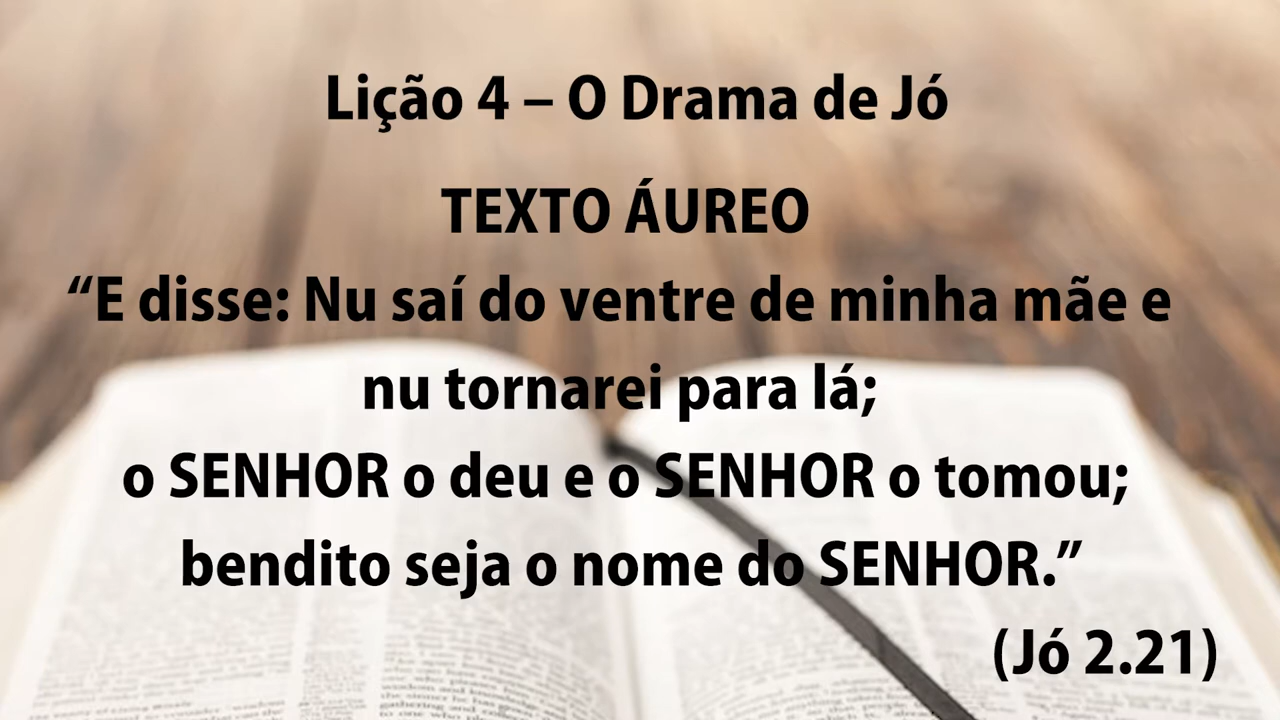 Lição 4 – O Drama de Jó
TEXTO ÁUREO
“E disse: Nu saí do ventre de minha mãe e
nu tornarei para lá;
o SENHOR o deu e o SENHOR o tomou;
bendito seja o nome do SENHOR.”
(Jó 2.21)